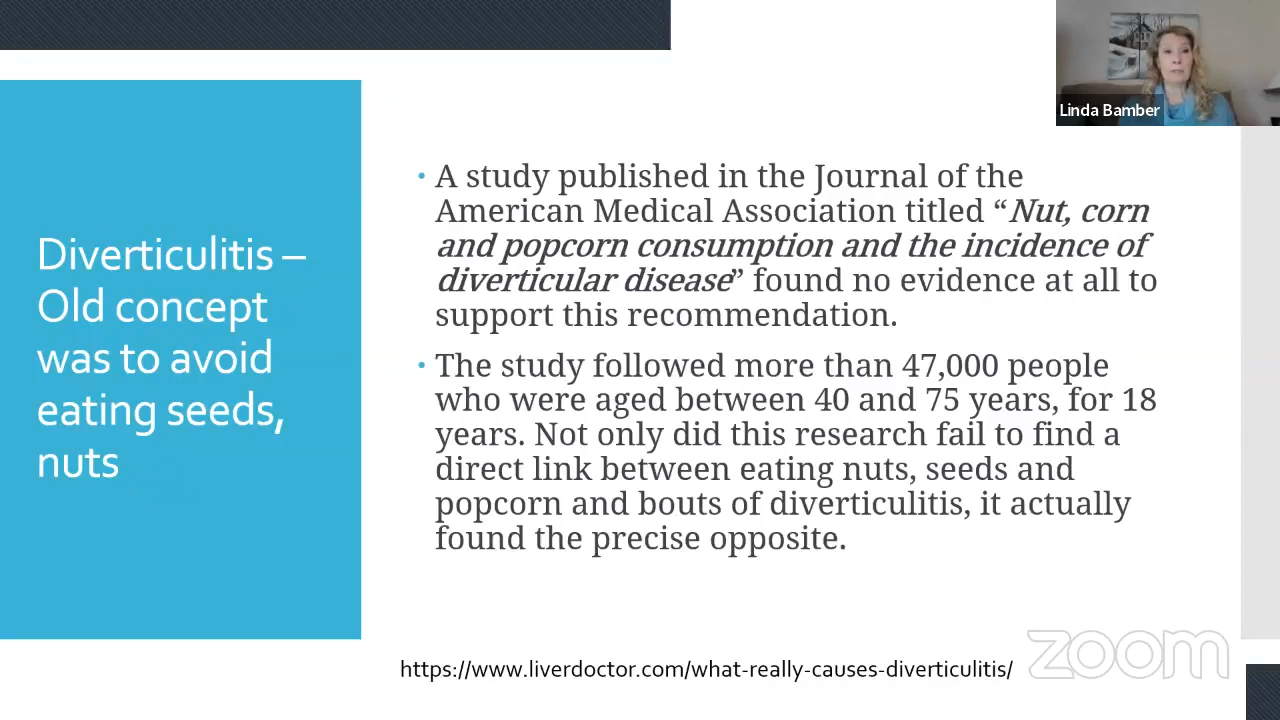 Linda Bamber
Diverticulitis –
Old concept
was to avoid
eating seeds,
nuts
• A study published in the Journal of the
American Medical Association titled “Nut, corn
and popcorn consumption and the incidence of
diverticular disease” found no evidence at all to
support this recommendation.
• The study followed more than 47,000 people
who were aged between 40 and 75 years, for 18
years. Not only did this research fail to find a
direct link between eating nuts, seeds and
popcorn and bouts of diverticulitis, it actually
found the precise opposite.
https://www.liverdoctor.com/what-really-causes-diverticulitis/
zoom